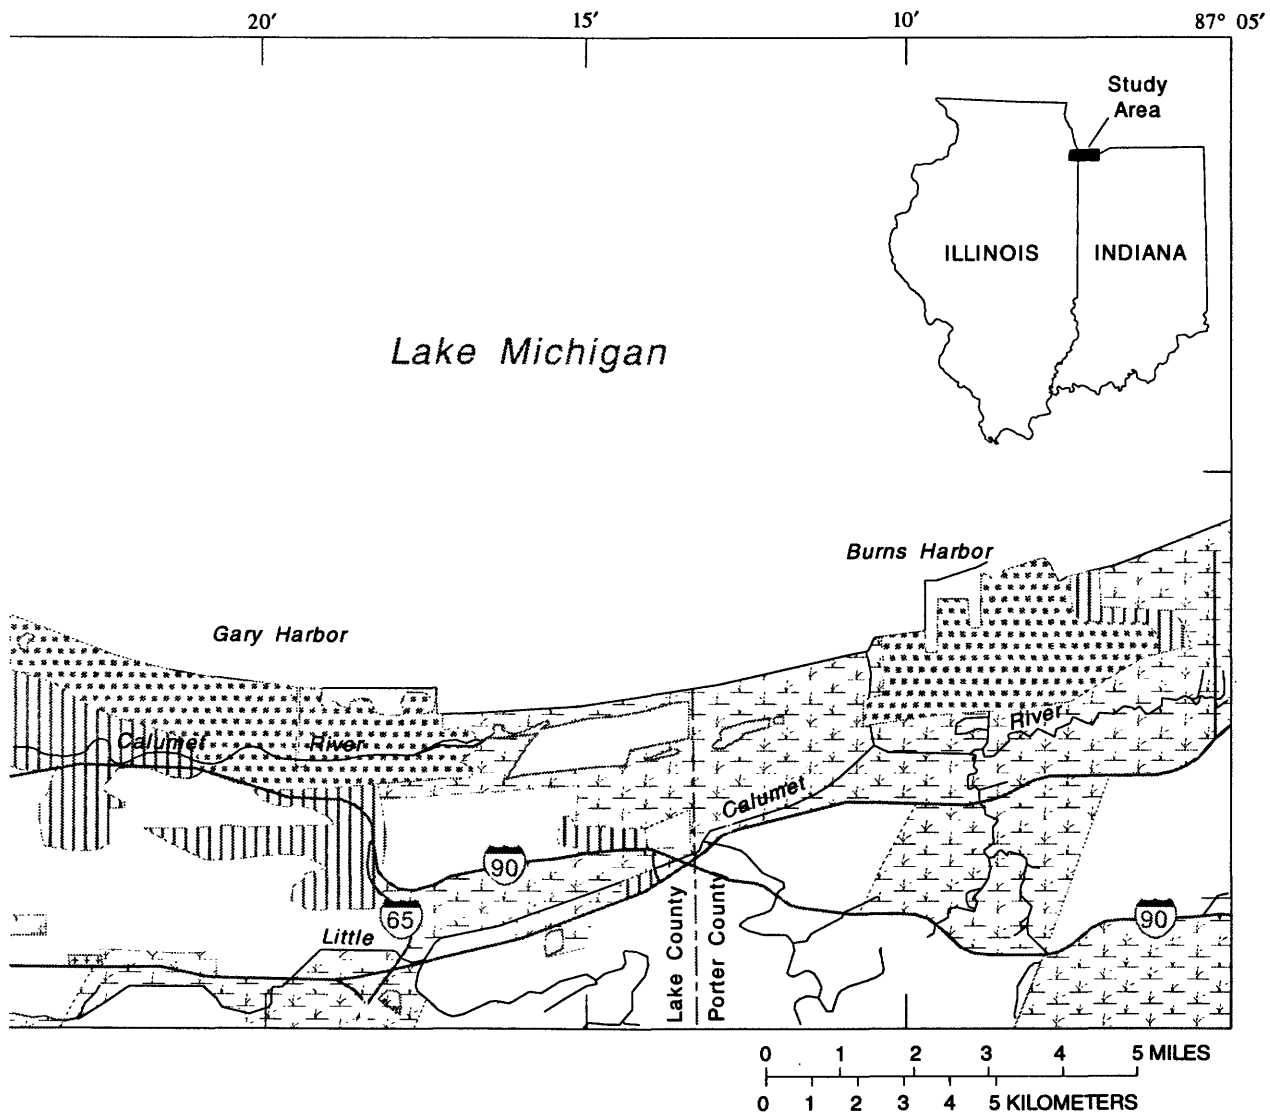 20′ 15′ 10′ 87° 05′
Study
Area
ILLINOIS INDIANA
Lake Michigan
Burns Harbor
Gary Harbor
Calumet River
River
Calumet
90
65
90
Little
Lake County
Porter County
0 1 2 3 4 5 MILES
0 1 2 3 4 5 KILOMETERS